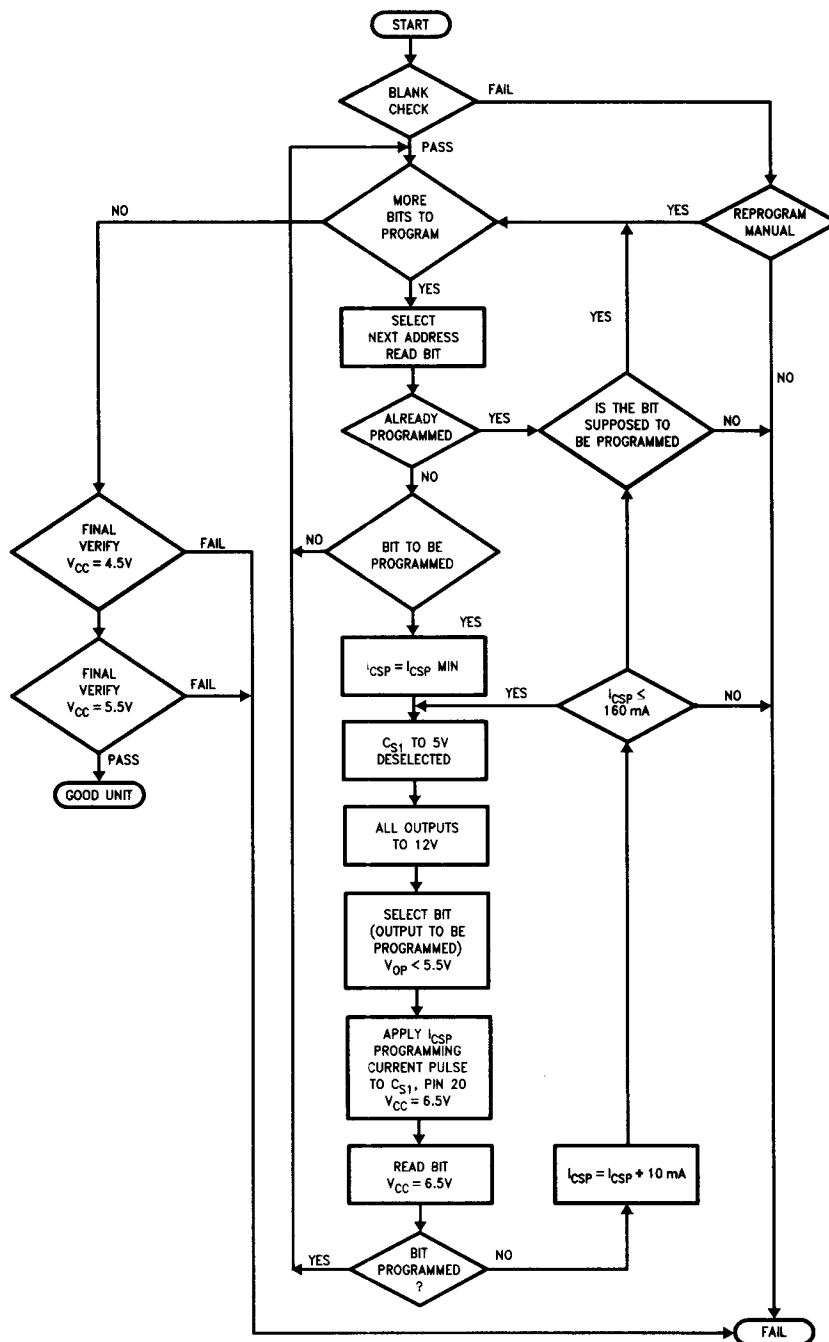 START
BLANK
CHECK
FAIL
PASS
MORE
BITS TO
PROGRAM
NO
YES
REPROGRAM
MANUAL
YES
SELECT
NEXT ADDRESS
READ BIT
YES
NO
ALREADY
PROGRAMMED
YES
IS THE BIT
SUPPOSED TO
BE PROGRAMMED
NO
NO
BIT TO BE
PROGRAMMED
NO
FINAL
VERIFY
VCC = 4.5V
FAIL
YES
ICSP = ICSP MIN
FINAL
VERIFY
VCC = 5.5V
FAIL
YES
ICSP ≤
160 mA
NO
PASS
GOOD UNIT
CS1 TO 5V
DESELECTED
ALL OUTPUTS
TO 12V
SELECT BIT
(OUTPUT TO BE
PROGRAMMED)
VOP < 5.5V
APPLY ICSP
PROGRAMMING
CURRENT PULSE
TO CS1, PIN 20
VCC = 6.5V
READ BIT
VCC = 6.5V
ICSP = ICSP + 10 mA
BIT
PROGRAMMED
?
YES
NO
FAIL